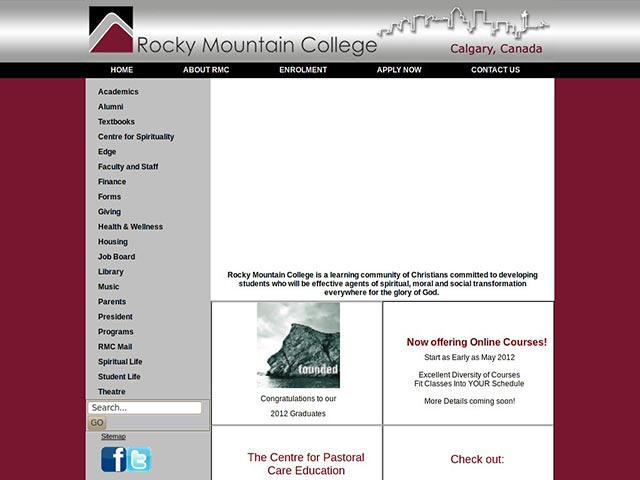 Rocky Mountain College
Calgary, Canada
HOME
ABOUT RMC
ENROLMENT
APPLY NOW
CONTACT US
Academics
Alumni
Textbooks
Centre for Spirituality
Edge
Faculty and Staff
Finance
Forms
Giving
Health & Wellness
Housing
Job Board
Library
Music
Parents
President
Programs
RMC Mail
Spiritual Life
Student Life
Theatre
Search...
GO
Sitemap
Rocky Mountain College is a learning community of Christians committed to developing
students who will be effective agents of spiritual, moral and social transformation
everywhere for the glory of God.
founded
Congratulations to our
2012 Graduates
Now offering Online Courses!
Start as Early as May 2012
Excellent Diversity of Courses
Fit Classes Into YOUR Schedule
More Details coming soon!
The Centre for Pastoral
Care Education
Check out: